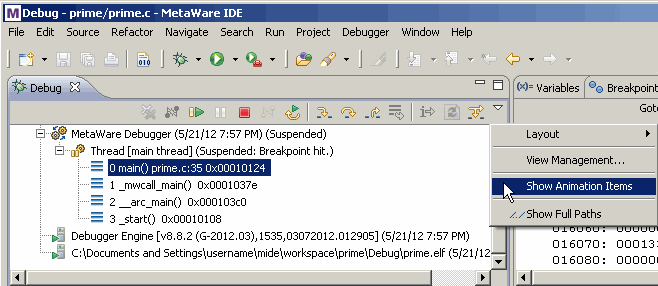 Debug - prime/prime.c - MetaWare IDE
File Edit Source Refactor Navigate Search Run Project Debugger Window Help
010
Debug
(x)= Variables Breakpoint
Goto
MetaWare Debugger (5/21/12 7:57 PM) (Suspended)
Thread [main thread] (Suspended: Breakpoint hit.)
0 main() prime.c:35 0x00010124
1 _mwcall_main() 0x0001037e
2 __arc_main() 0x000103c0
3 _start() 0x00010108
Debugger Engine [v8.8.2 (G-2012.03),1535,03072012.012905] (5/21/12 7:57 PM)
C:\Documents and Settings\username\mide\workspace\prime\Debug\prime.elf (5/21/12
Layout
View Management...
Show Animation Items
Show Full Paths
016070: 00013
016080: 00000